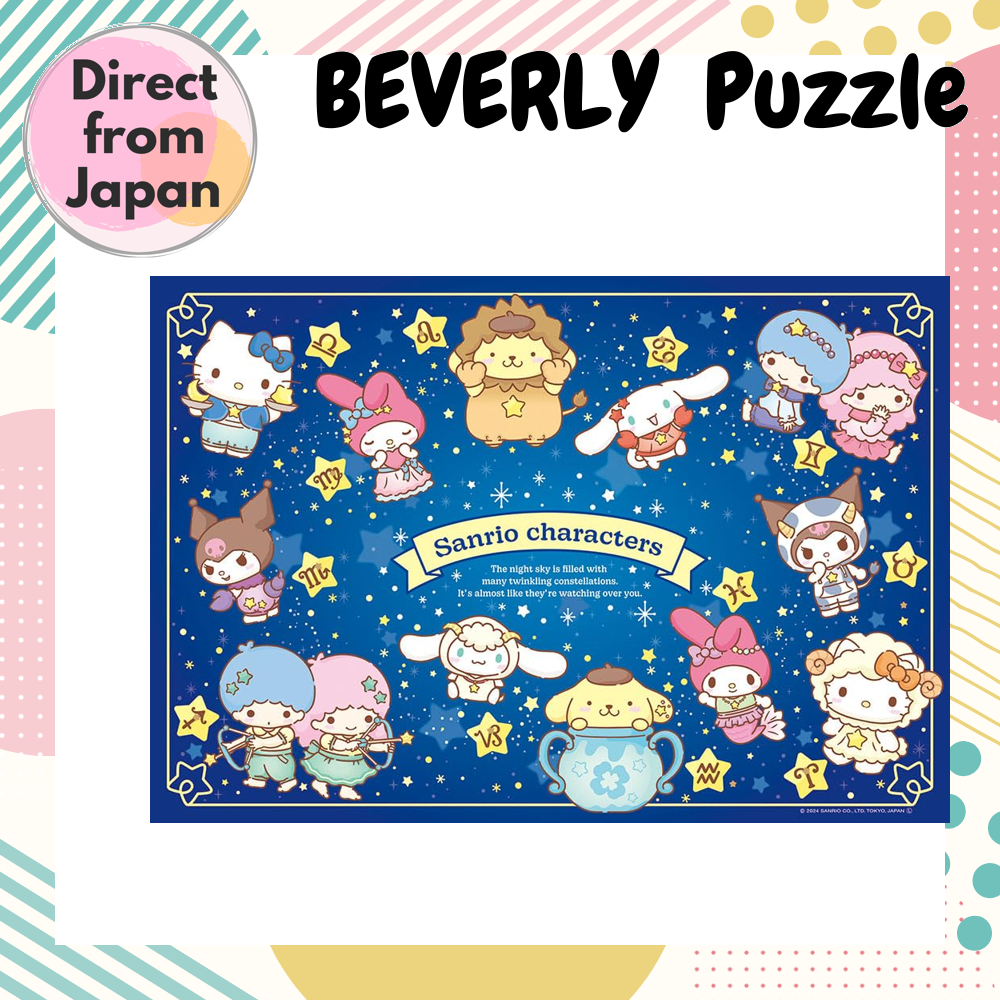 Direct
from
Japan
BEVERLY Puzzle
Sanrio characters
The night sky is filled with
many twinkling constellations.
It's almost like they're watching over you.
© 2024 SANRIO CO., LTD. TOKYO, JAPAN Ⓛ